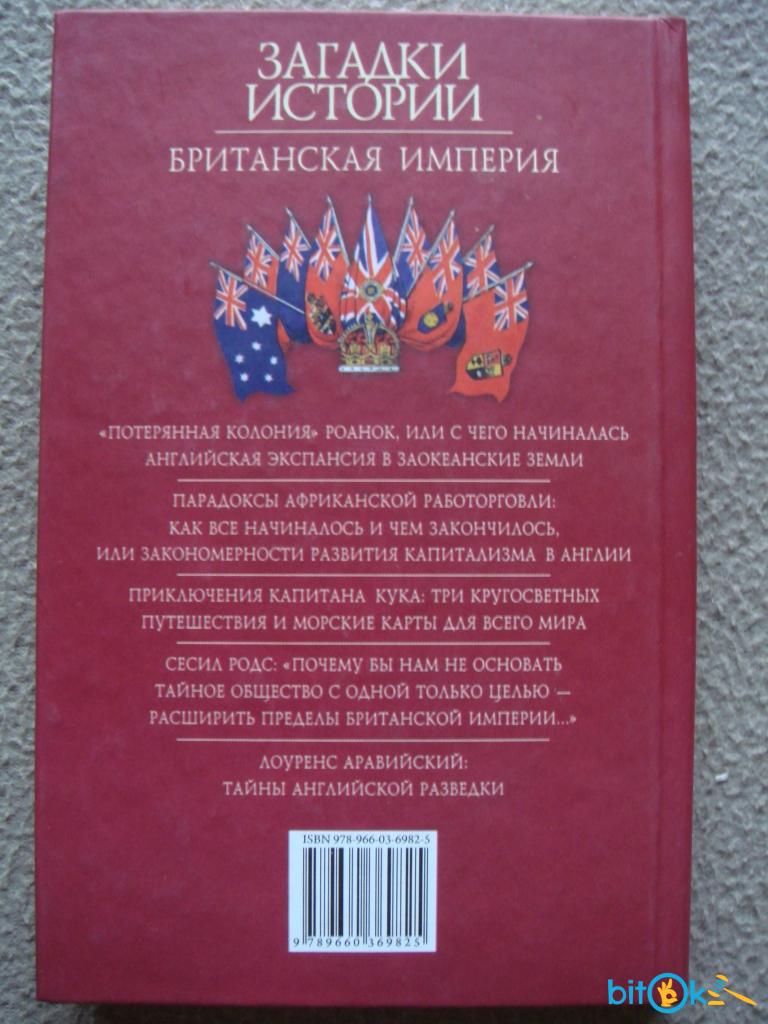 ЗАГАДКИ
ИСТОРИИ
БРИТАНСКАЯ ИМПЕРИЯ
«ПОТЕРЯННАЯ КОЛОНИЯ» РОАНОК, ИЛИ С ЧЕГО НАЧИНАЛАСЬ
АНГЛИЙСКАЯ ЭКСПАНСИЯ В ЗАОКЕАНСКИЕ ЗЕМЛИ
ПАРАДОКСЫ АФРИКАНСКОЙ РАБОТОРГОВЛИ:
КАК ВСЕ НАЧИНАЛОСЬ И ЧЕМ ЗАКОНЧИЛОСЬ,
ИЛИ ЗАКОНОМЕРНОСТИ РАЗВИТИЯ КАПИТАЛИЗМА В АНГЛИИ
ПРИКЛЮЧЕНИЯ КАПИТАНА КУКА: ТРИ КРУГОСВЕТНЫХ
ПУТЕШЕСТВИЯ И МОРСКИЕ КАРТЫ ДЛЯ ВСЕГО МИРА
СЕСИЛ РОДС: «ПОЧЕМУ БЫ НАМ НЕ ОСНОВАТЬ
ТАЙНОЕ ОБЩЕСТВО С ОДНОЙ ТОЛЬКО ЦЕЛЬЮ —
РАСШИРИТЬ ПРЕДЕЛЫ БРИТАНСКОЙ ИМПЕРИИ...»
ЛОУРЕНС АРАВИЙСКИЙ:
ТАЙНЫ АНГЛИЙСКОЙ РАЗВЕДКИ
ISBN 978-966-03-6982-5
9 789660 369825
bitOk